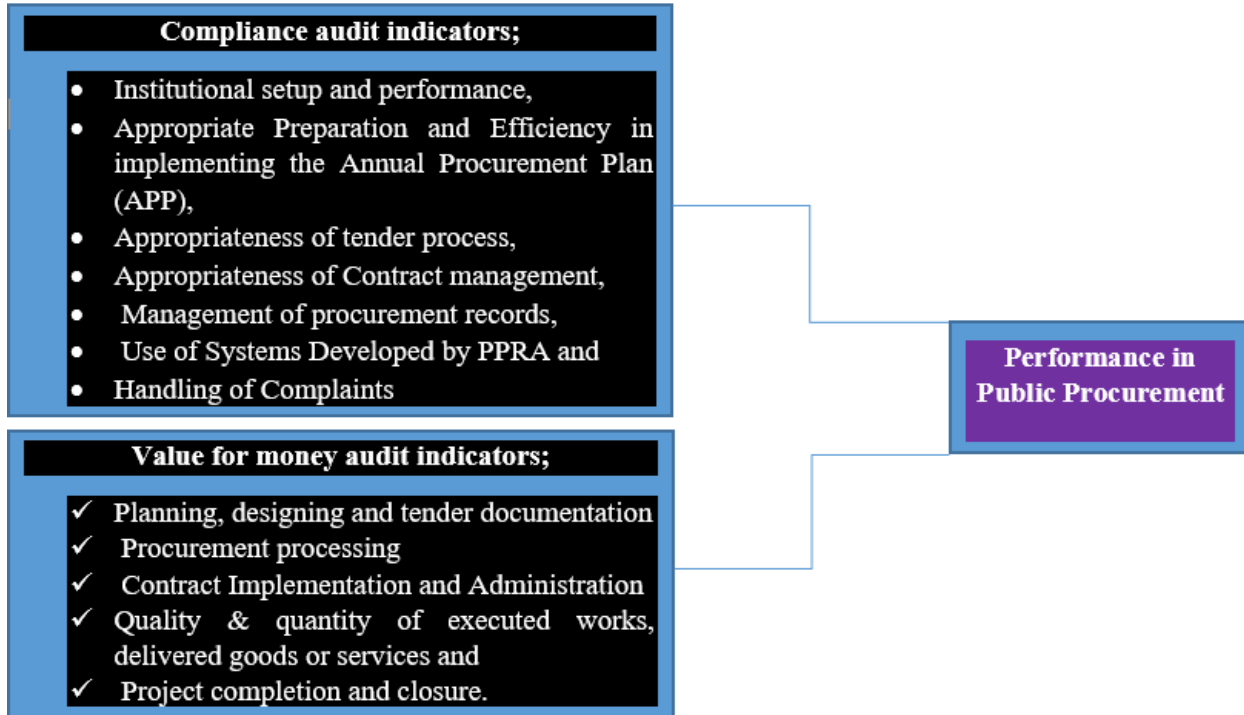 Compliance audit indicators;
• Institutional setup and performance,
• Appropriate Preparation and Efficiency in
implementing the Annual Procurement Plan
(APP),
• Appropriateness of tender process,
• Appropriateness of Contract management,
• Management of procurement records,
• Use of Systems Developed by PPRA and
• Handling of Complaints
Value for money audit indicators;
✓ Planning, designing and tender documentation
✓ Procurement processing
✓ Contract Implementation and Administration
✓ Quality & quantity of executed works,
delivered goods or services and
✓ Project completion and closure.
Performance in
Public Procurement